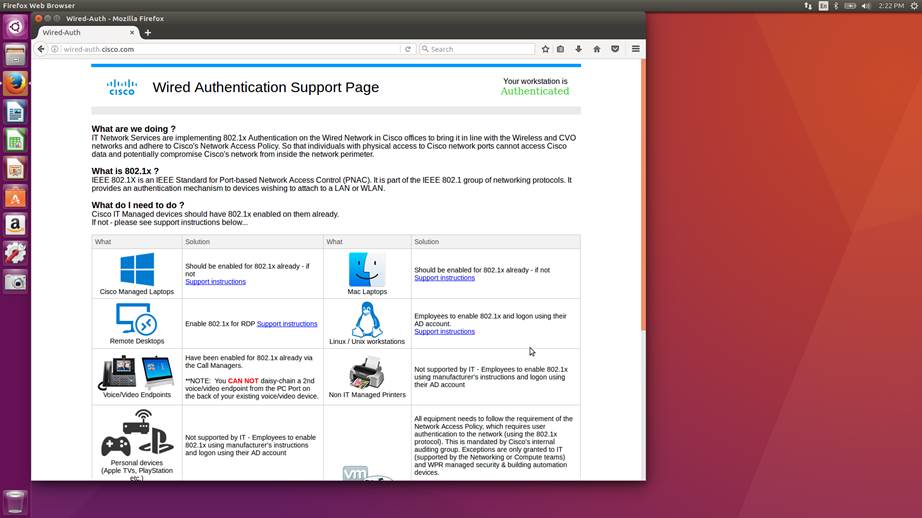 Firefox Web Browser
En
2:22 PM
Wired-Auth - Mozilla Firefox
Wired-Auth
wired-auth.cisco.com
Search
CISCO
Wired Authentication Support Page
Your workstation is
Authenticated
What are we doing ?
IT Network Services are implementing 802.1x Authentication on the Wired Network in Cisco offices to bring it in line with the Wireless and CVO
networks and adhere to Cisco's Network Access Policy. So that individuals with physical access to Cisco network ports cannot access Cisco
data and potentially compromise Cisco's network from inside the network perimeter.
What is 802.1x ?
IEEE 802.1X is an IEEE Standard for Port-based Network Access Control (PNAC). It is part of the IEEE 802.1 group of networking protocols. It
provides an authentication mechanism to devices wishing to attach to a LAN or WLAN.
What do I need to do ?
Cisco IT Managed devices should have 802.1x enabled on them already.
If not - please see support instructions below...
What Solution What Solution
Should be enabled for 802.1x already - if
not
Support instructions
Cisco Managed Laptops
Should be enabled for 802.1x already - if not
Support instructions
Mac Laptops
Enable 802.1x for RDP Support instructions
Remote Desktops
Employees to enable 802.1x and logon using their
AD account.
Support instructions
Linux / Unix workstations
Have been enabled for 802.1x already via
the Call Managers.
**NOTE: You CAN NOT daisy-chain a 2nd
voice/video endpoint from the PC Port on
the back of your existing voice/video device.
Voice/Video Endpoints
Not supported by IT - Employees to enable 802.1x
using manufacturer's instructions and logon using
their AD account
Non IT Managed Printers
Not supported by IT - Employees to enable
802.1x using manufacturer's instructions
and logon using their AD account
Personal devices
(Apple TVs, PlayStation
etc.)
All equipment needs to follow the requirement of the
Network Access Policy, which requires user
authentication to the network (using the 802.1x
protocol). This is mandated by Cisco's internal
auditing group. Exceptions are only granted to IT
(supported by the Networking or Compute teams)
and WPR managed security & building automation
devices.
vm